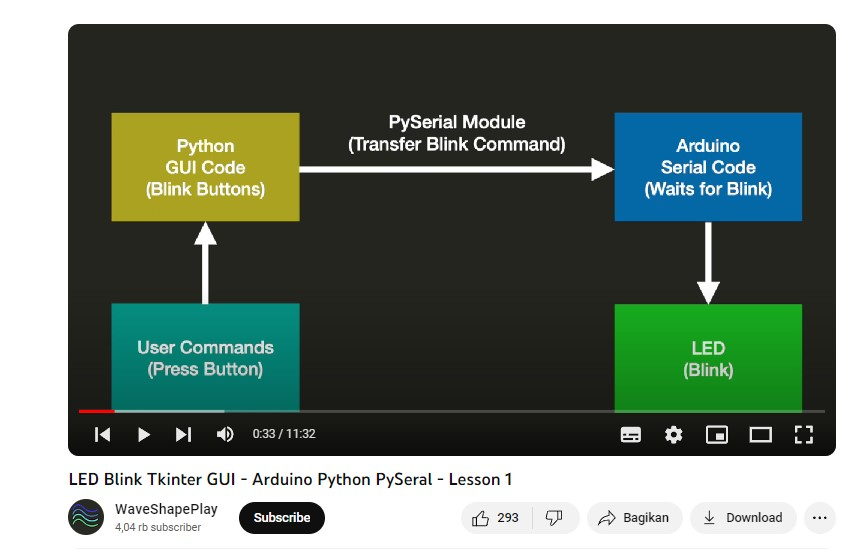 PySerial Module
(Transfer Blink Command)
Python
GUI Code
(Blink Buttons)
Arduino
Serial Code
(Waits for Blink)
User Commands
(Press Button)
LED
(Blink)
0:33 / 11:32
LED Blink Tkinter GUI - Arduino Python PySeral - Lesson 1
WaveShapePlay
4,04 rb subscriber
Subscribe
293
Bagikan
Download